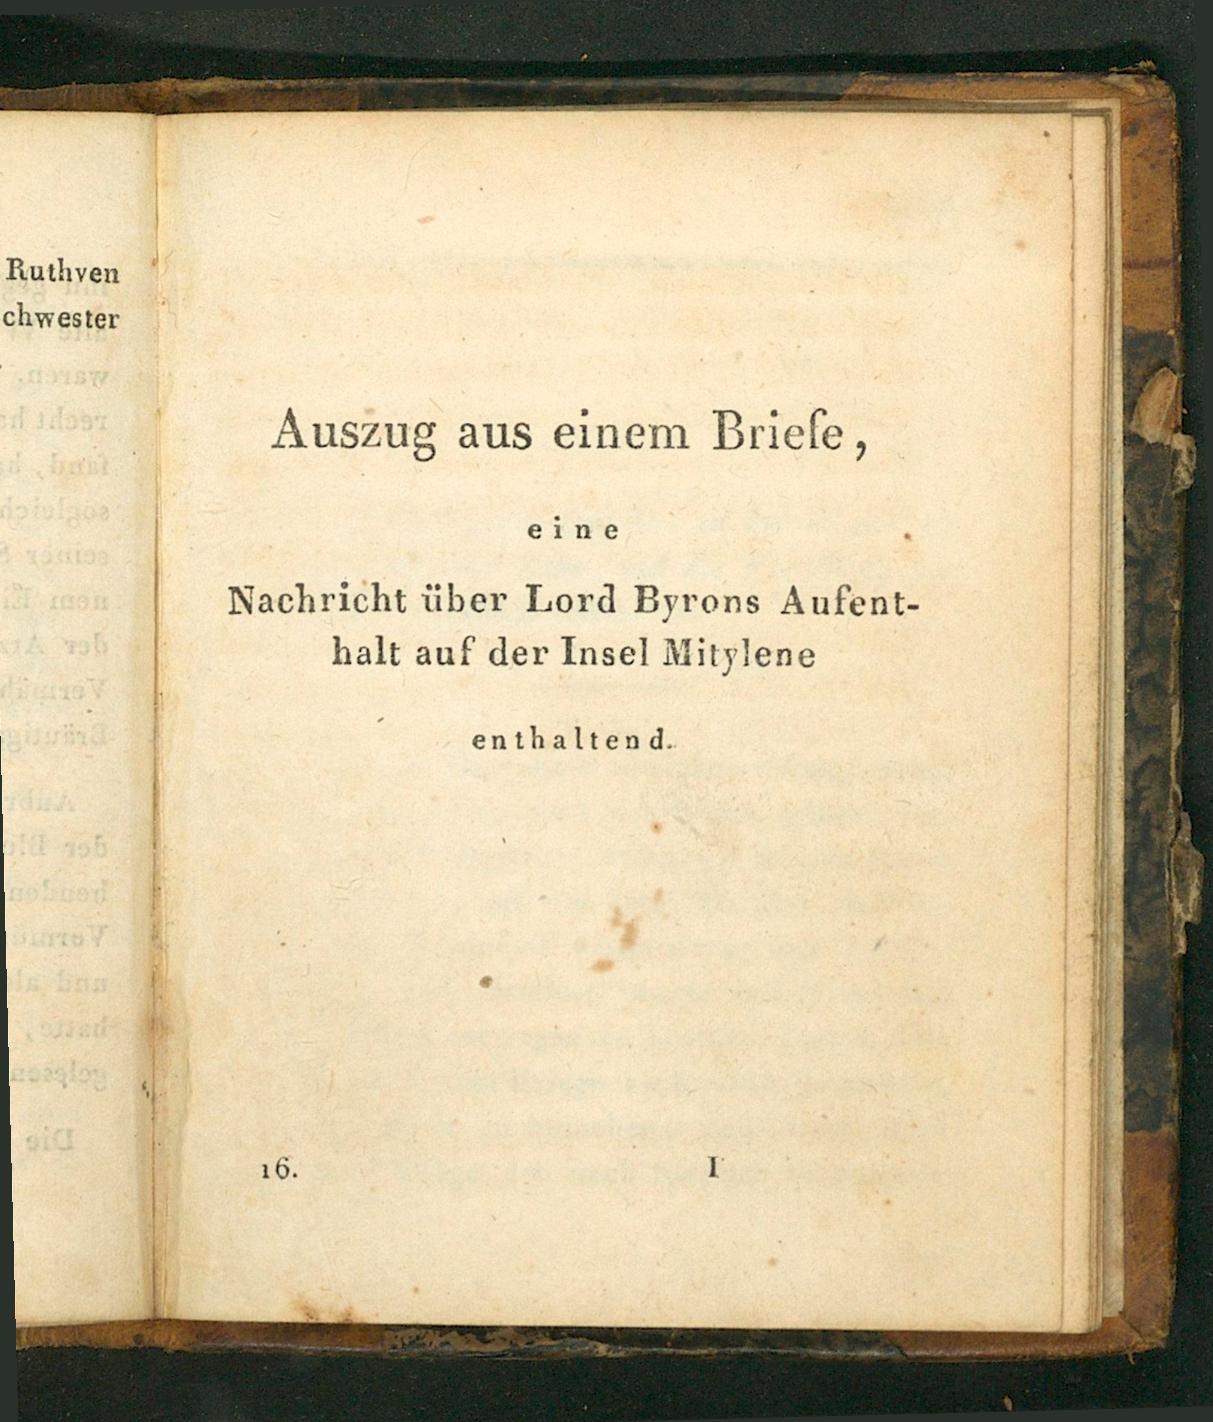 Ruthven
chwester
Auszug aus einem Briefe,
eine
Nachricht über Lord Byrons Aufent-
halt auf der Insel Mitylene
enthaltend.
16. I